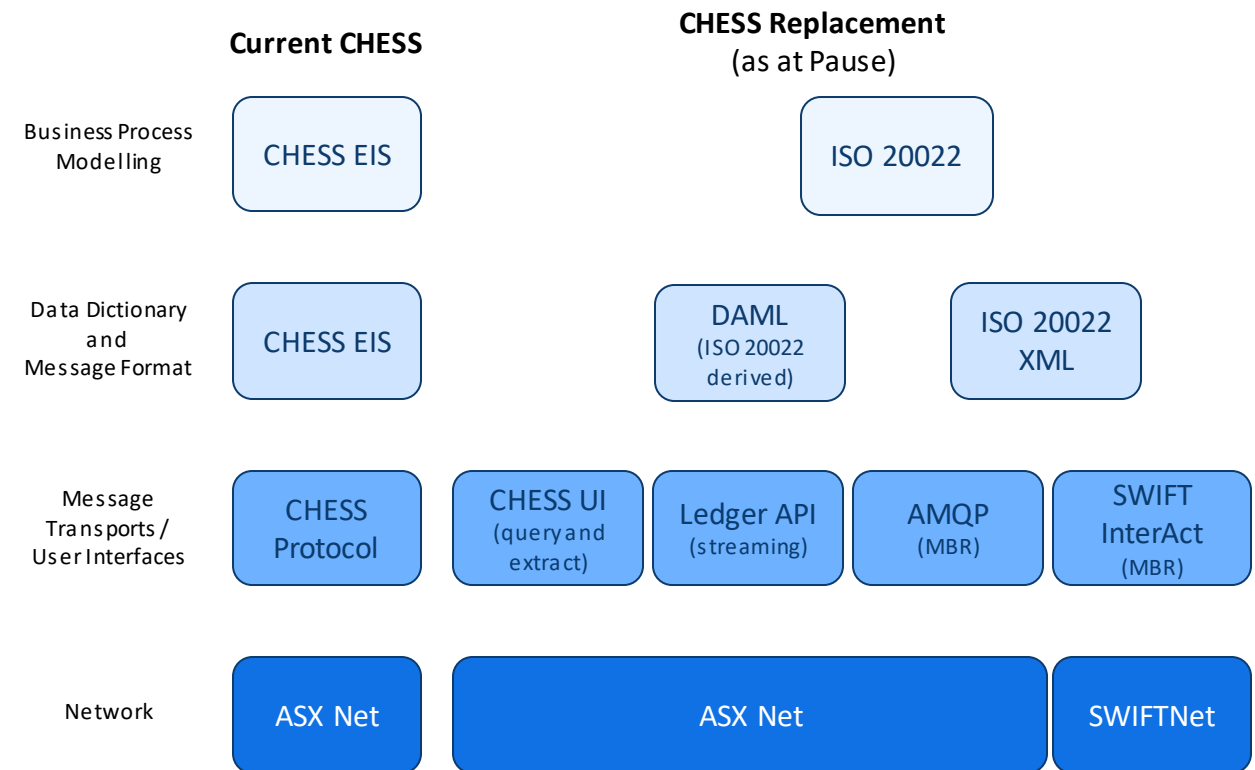 Current CHESS
CHESS Replacement
(as at Pause)
Business Process
Modelling
CHESS EIS
ISO 20022
Data Dictionary
and
Message Format
CHESS EIS
DAML
(ISO 20022
derived)
ISO 20022
XML
Message
Transports /
User Interfaces
CHESS
Protocol
CHESS UI
(query and
extract)
Ledger API
(streaming)
AMQP
(MBR)
SWIFT
InterAct
(MBR)
Network
ASX Net
ASX Net
SWIFTNet